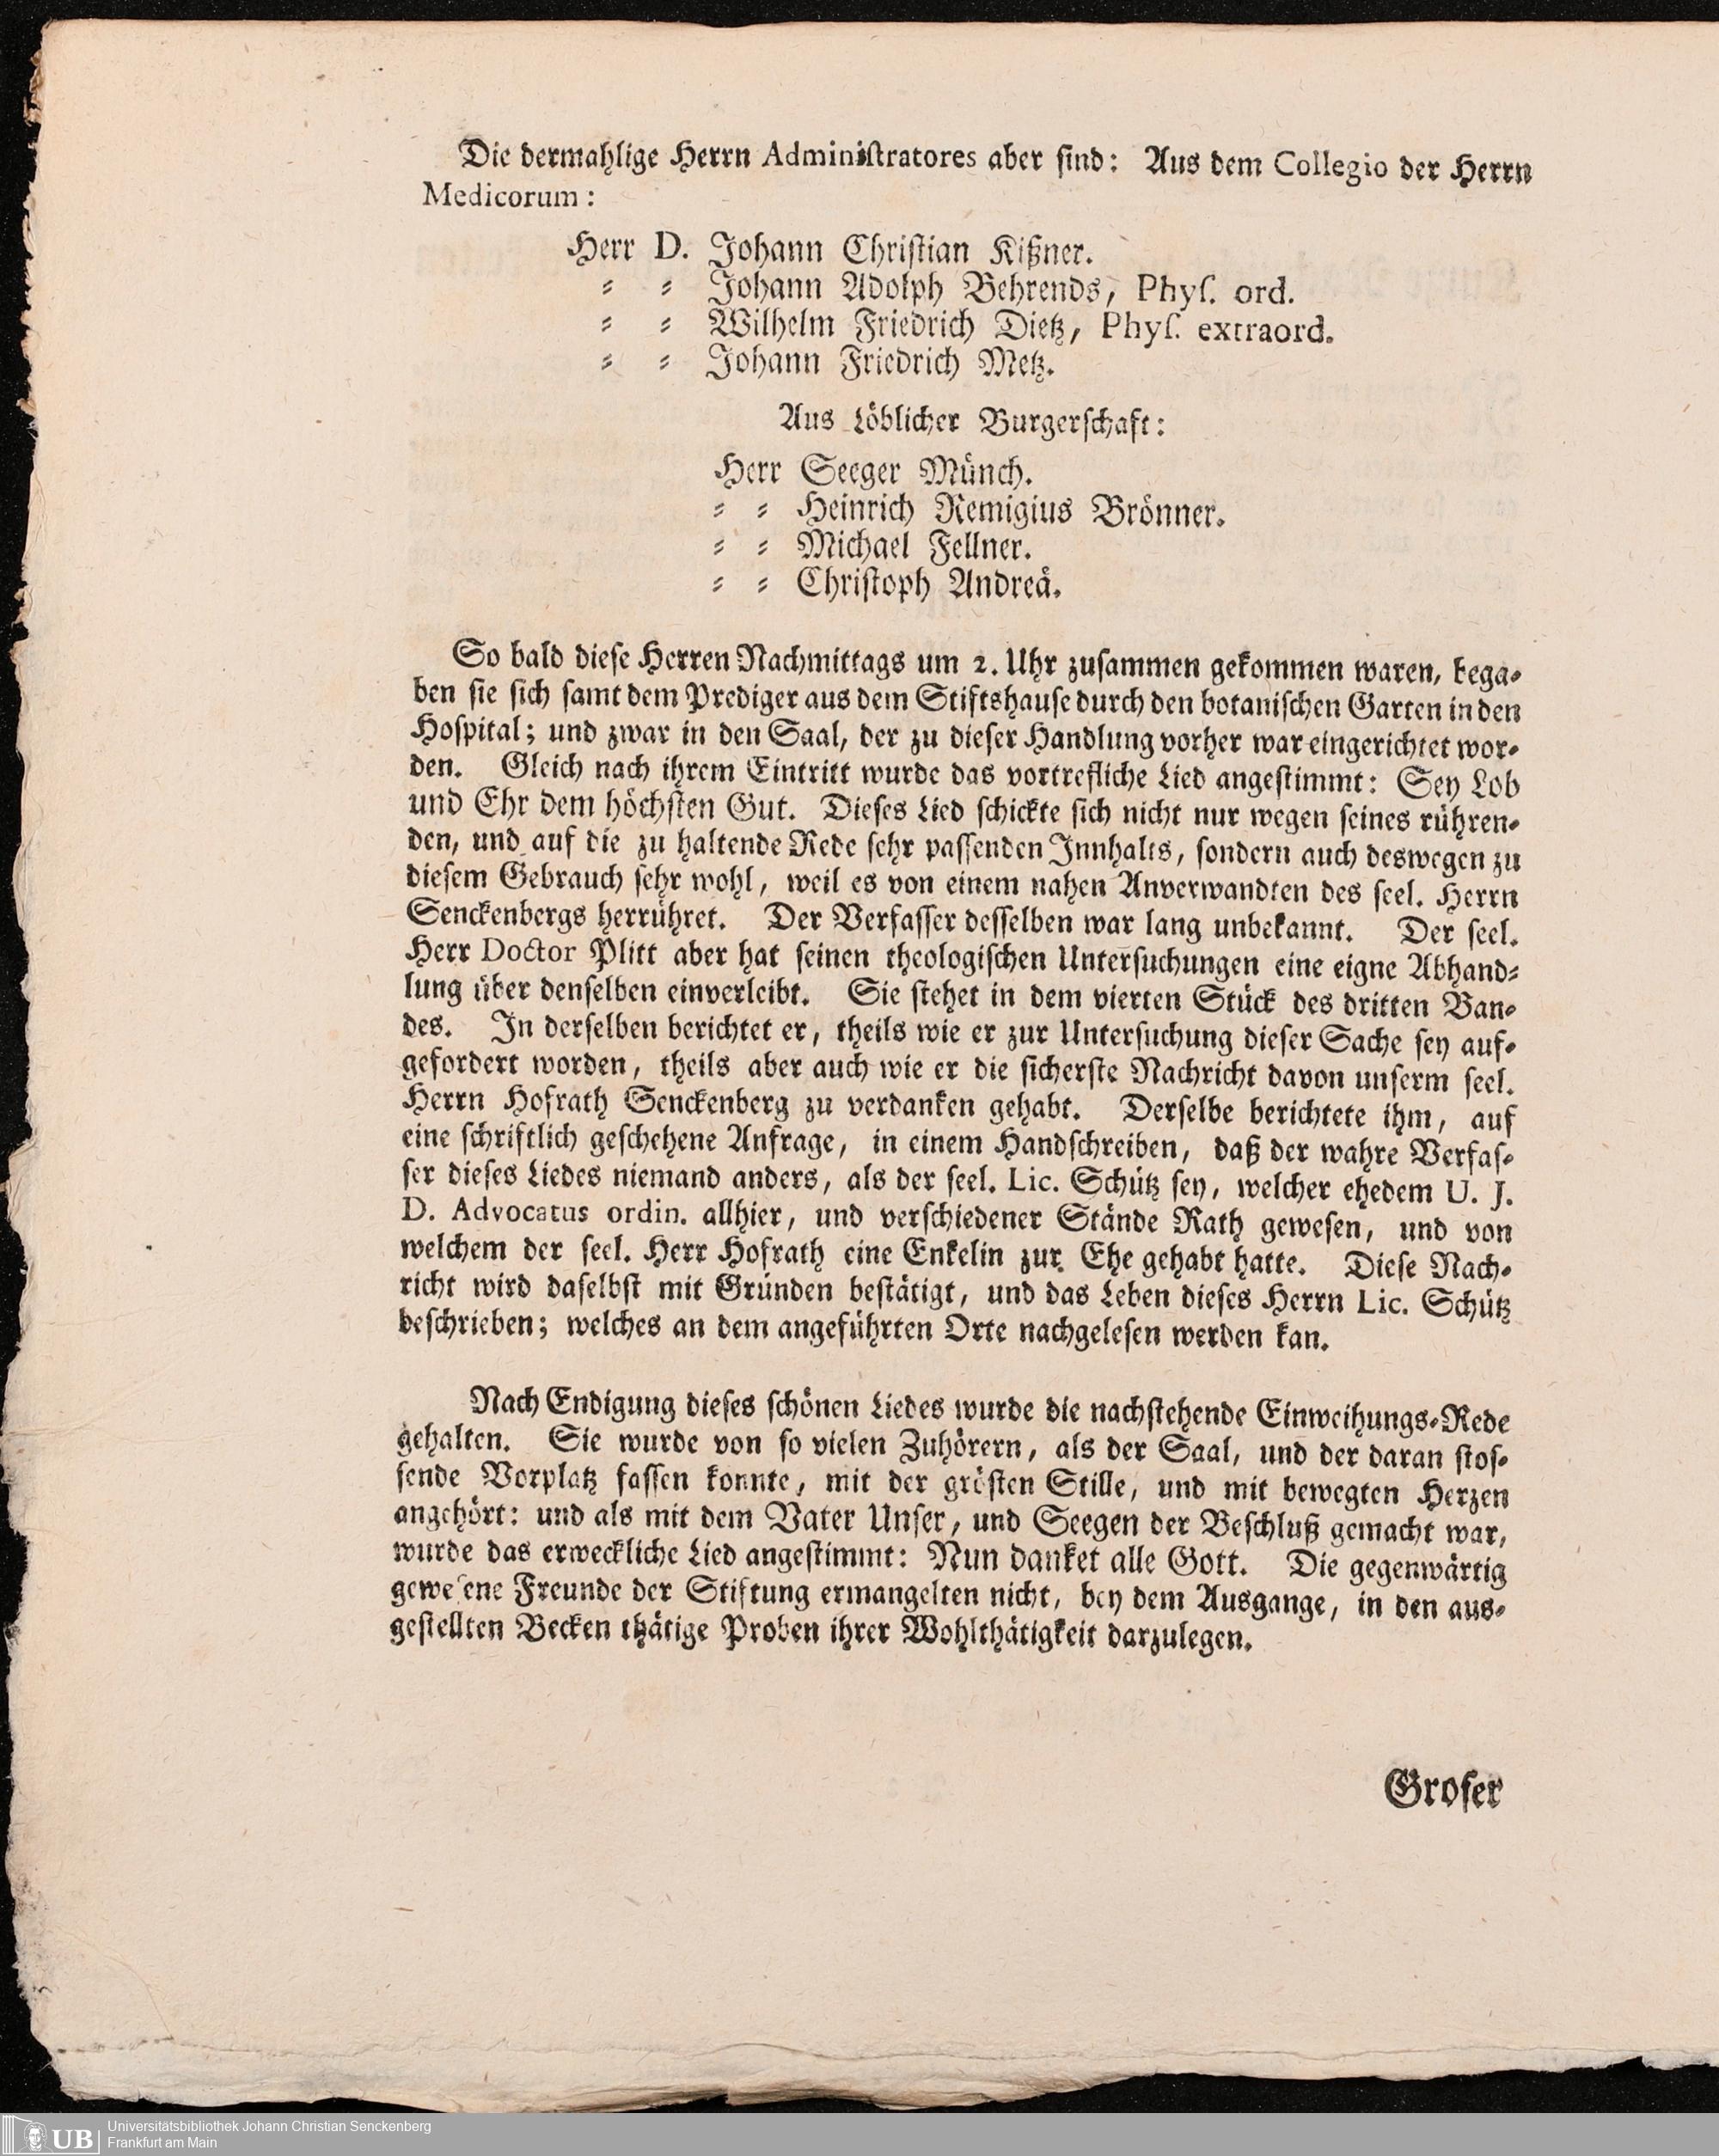 Die dermahlige Herrn Adminiſtratores aber ſind: Aus dem Collegio der Herrn
Medicorum:
Herr D. Johann Chriſtian Kißner.
⸗ ⸗ Johann Adolph Behrends, Phyſ. ord.
⸗ ⸗ Wilhelm Friedrich Dietz, Phyſ. extraord.
⸗ ⸗ Johann Friedrich Metz.
Aus Löblicher Burgerſchaft:
Herr Seeger Münch.
⸗ ⸗ Heinrich Remigius Brönner.
⸗ ⸗ Michael Fellner.
⸗ ⸗ Chriſtoph Andreä.
So bald dieſe Herren Nachmittags um 2. Uhr zuſammen gekommen waren, bega⸗
ben ſie ſich ſamt dem Prediger aus dem Stiftshauſe durch den botaniſchen Garten in den
Hoſpital; und zwar in den Saal, der zu dieſer Handlung vorher war eingerichtet wor⸗
den. Gleich nach ihrem Eintritt wurde das vortrefliche Lied angeſtimmt: Sey Lob
und Ehr dem höchſten Gut. Dieſes Lied ſchickte ſich nicht nur wegen ſeines rühren⸗
den, und auf die zu haltende Rede ſehr paſſenden Innhalts, ſondern auch deswegen zu
dieſem Gebrauch ſehr wohl, weil es von einem nahen Anverwandten des ſeel. Herrn
Senckenbergs herrühret. Der Verfaſſer deſſelben war lang unbekannt. Der ſeel.
Herr Doctor Plitt aber hat ſeinen theologiſchen Unterſuchungen eine eigne Abhand⸗
lung über denſelben einverleibt. Sie ſtehet in dem vierten Stück des dritten Ban⸗
des. In derſelben berichtet er, theils wie er zur Unterſuchung dieſer Sache ſey auf⸗
gefordert worden, theils aber auch wie er die ſicherſte Nachricht davon unſerm ſeel.
Herrn Hofrath Senckenberg zu verdanken gehabt. Derſelbe berichtete ihm, auf
eine ſchriftlich geſchehene Anfrage, in einem Handſchreiben, daß der wahre Verfaſ⸗
ſer dieſes Liedes niemand anders, als der ſeel. Lic. Schütz ſey, welcher ehedem U. J.
D. Advocatus ordin. allhier, und verſchiedener Stände Rath geweſen, und von
welchem der ſeel. Herr Hofrath eine Enkelin zur Ehe gehabt hatte. Dieſe Nach⸗
richt wird daſelbſt mit Gründen beſtätigt, und das Leben dieſes Herrn Lic. Schütz
beſchrieben; welches an dem angeführten Orte nachgeleſen werden kan.
Nach Endigung dieſes ſchönen Liedes wurde die nachſtehende Einweihungs⸗Rede
gehalten. Sie wurde von ſo vielen Zuhörern, als der Saal, und der daran ſtoſ⸗
ſende Vorplatz faſſen konnte, mit der gröſten Stille, und mit bewegten Herzen
angehört: und als mit dem Vater Unſer, und Seegen der Beſchluß gemacht war,
wurde das erweckliche Lied angeſtimmt: Nun danket alle Gott. Die gegenwärtig
geweſene Freunde der Stiftung ermangelten nicht, bey dem Ausgange, in den aus⸗
geſtellten Becken thätige Proben ihrer Wohlthätigkeit darzulegen.
Groſer
UB
Universitätsbibliothek Johann Christian Senckenberg
Frankfurt am Main